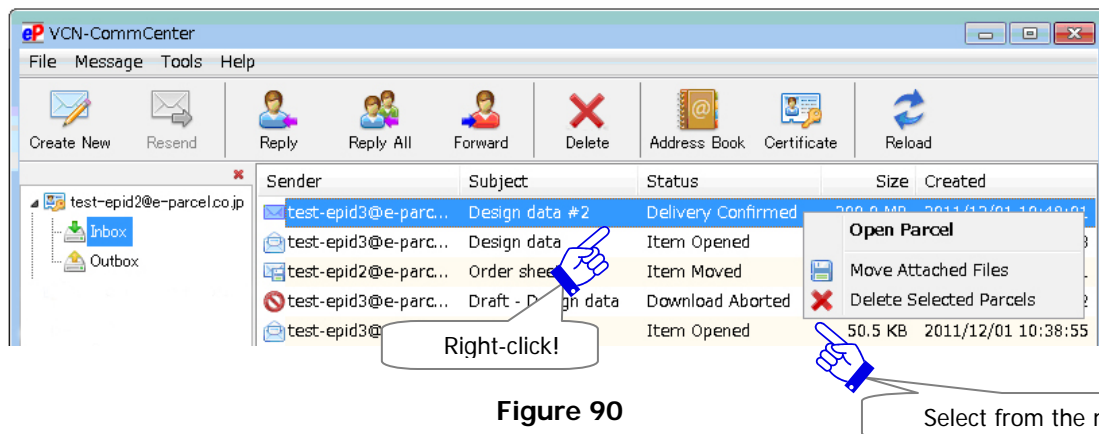 eP VCN-CommCenter
File Message Tools Help
Create New Resend Reply Reply All Forward Delete Address Book Certificate Reload
Sender Subject Status Size Created
test-epid2@e-parcel.co.jp
Inbox
Outbox
test-epid3@e-parc... Design data #2 Delivery Confirmed
test-epid3@e-parc... Design data Item Opened
test-epid2@e-parc... Order shee Item Moved
test-epid3@e-parc... Draft - D gn data Download Aborted
test-epid3@ Item Opened 50.5 KB 2011/12/01 10:38:55
Open Parcel
Move Attached Files
Delete Selected Parcels
Right-click!
Select from the
Figure 90